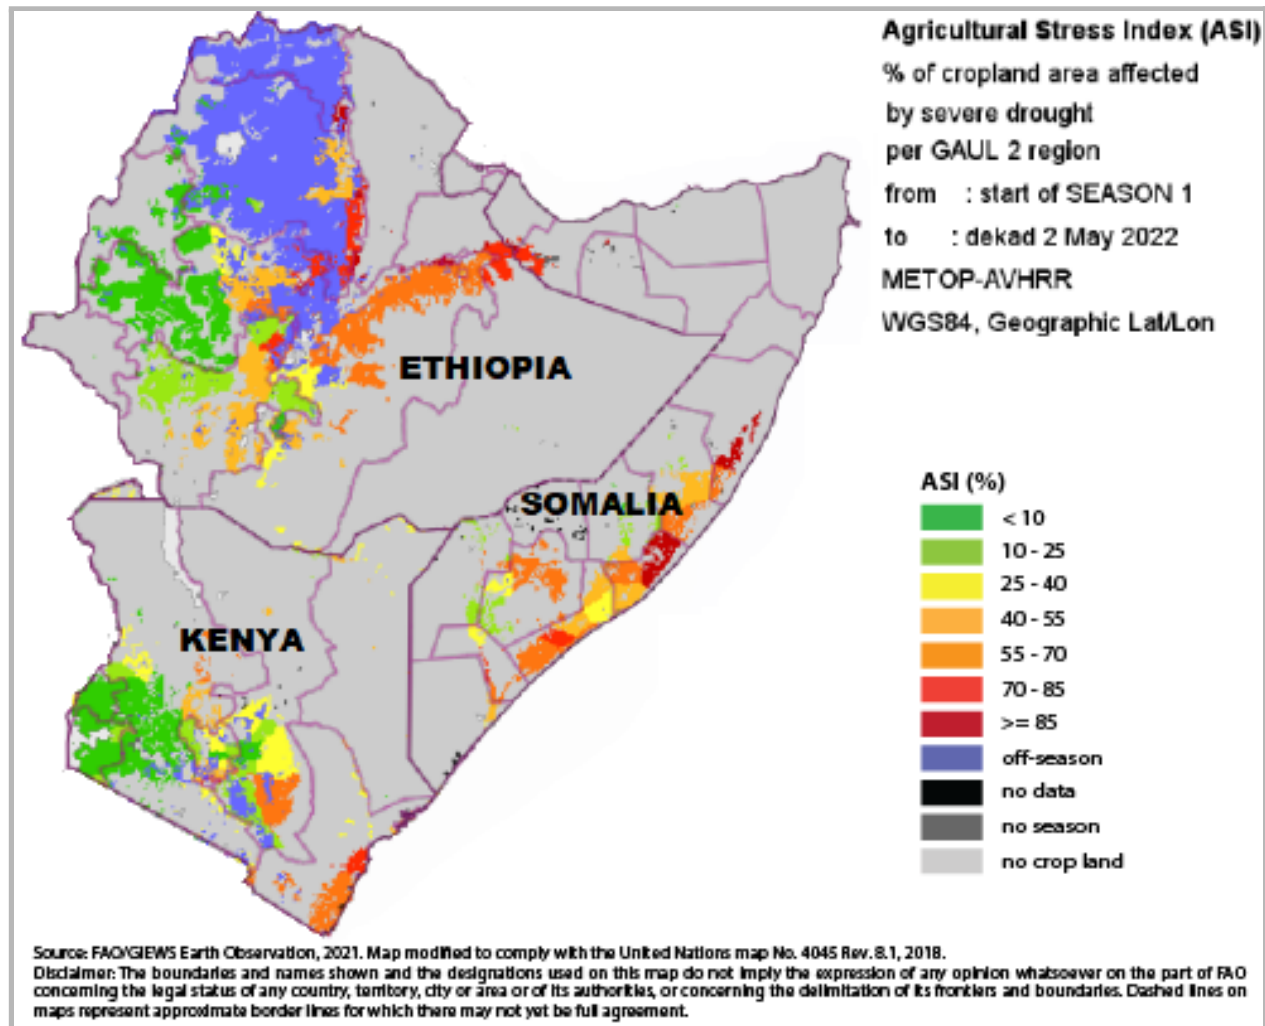 Agricultural Stress Index (ASI)
% of cropland area affected
by severe drought
per GAUL 2 region
from : start of SEASON 1
to : dekad 2 May 2022
METOP-AVHRR
WGS84, Geographic Lat/Lon
ETHIOPIA
SOMALIA
KENYA
ASI (%)
< 10
10 - 25
25 - 40
40 - 55
55 - 70
70 - 85
>= 85
off-season
no data
no season
no crop land
Source: FAO/GIEWS Earth Observation, 2021. Map modified to comply with the United Nations map No. 4045 Rev. 8.1, 2018.
Disclaimer: The boundaries and names shown and the designations used on this map do not imply the expression of any opinion whatsoever on the part of FAO
concerning the legal status of any country, territory, city or area or of its authorities, or concerning the delimitation of its frontiers and boundaries. Dashed lines on
maps represent approximate border lines for which there may not yet be full agreement.